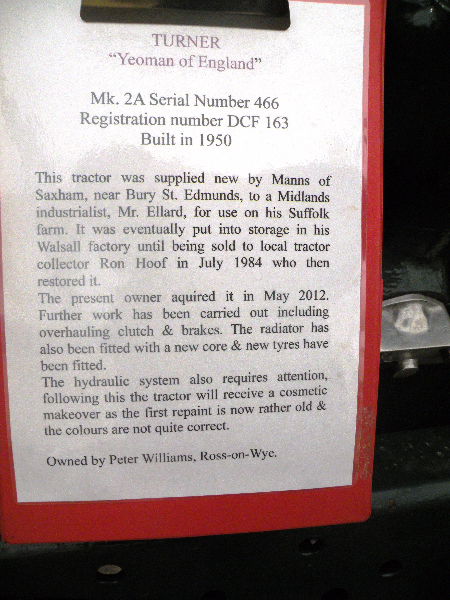 TURNER
“Yeoman of England”
Mk. 2A Serial Number 466
Registration number DCF 163
Built in 1950
This tractor was supplied new by Manns of
Saxham, near Bury St. Edmunds, to a Midlands
industrialist, Mr. Ellard, for use on his Suffolk
farm. It was eventually put into storage in his
Walsall factory until being sold to local tractor
collector Ron Hoof in July 1984 who then
restored it.
The present owner aquired it in May 2012.
Further work has been carried out including
overhauling clutch & brakes. The radiator has
also been fitted with a new core & new tyres have
been fitted.
The hydraulic system also requires attention,
following this the tractor will receive a cosmetic
makeover as the first repaint is now rather old &
the colours are not quite correct.
Owned by Peter Williams, Ross-on-Wye.